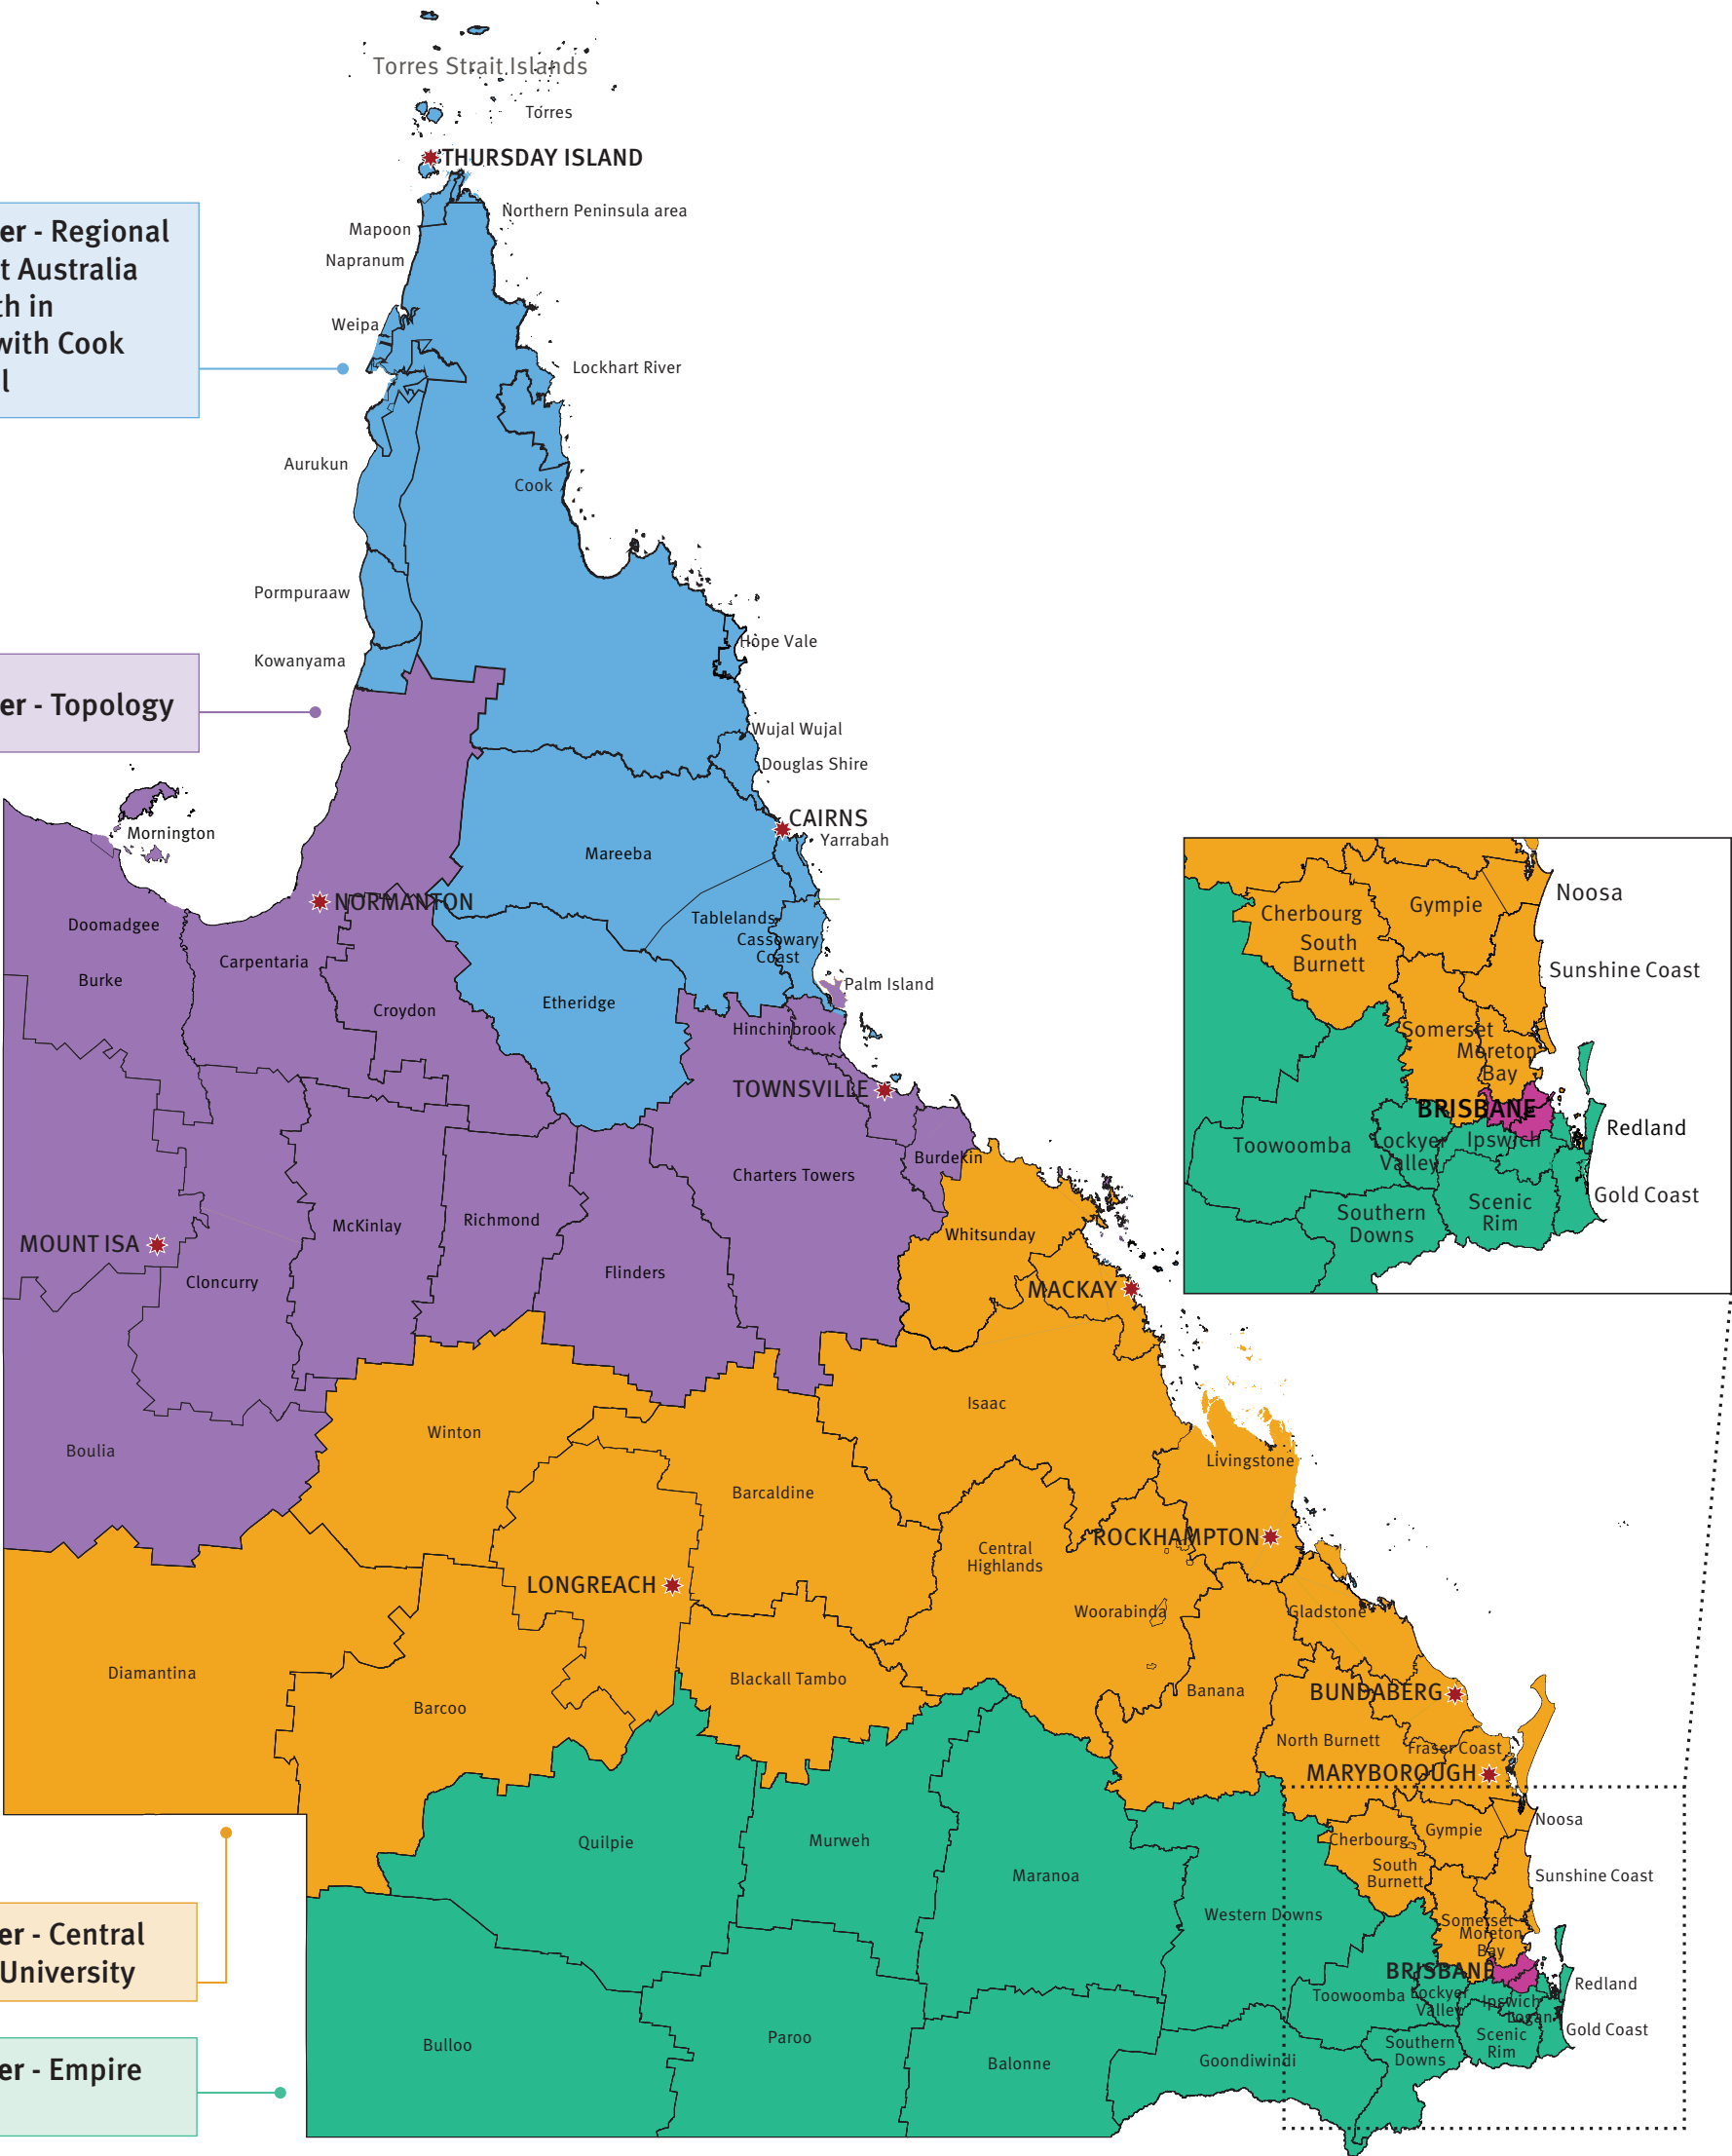 Torres Strait Islands
Torres
THURSDAY ISLAND
Northern Peninsula area
Mapoon
Napranum
er - Regional
t Australia
th in
with Cook
l
Weipa
Lockhart River
Aurukun
Cook
Pormpuraaw
Hope Vale
Kowanyama
er - Topology
Wujal Wujal
Douglas Shire
CAIRNS
Yarrabah
Mornington
Mareeba
NORMANTON
Doomadgee
Tablelands
Cassowary
Coast
Carpentaria
Burke
Palm Island
Etheridge
Croydon
Hinchinbrook
TOWNSVILLE
Burdekin
Charters Towers
McKinlay
Richmond
Whitsunday
MOUNT ISA
Cloncurry
Flinders
MACKAY
Noosa
Cherbourg
Gympie
South
Burnett
Sunshine Coast
Somerset
Moreton
Bay
BRISBANE
Redland
Toowoomba
Lockyer
Valley
Ipswich
Gold Coast
Scenic
Rim
Southern
Downs
Isaac
Winton
Boulia
Livingstone
Barcaldine
ROCKHAMPTON
Central
Highlands
LONGREACH
Woorabinda
Gladstone
Diamantina
Blackall Tambo
Banana
BUNDABERG
Barcoo
North Burnett
Fraser Coast
MARYBOROUGH
Noosa
Gympie
Cherbourg
Quilpie
Murweh
Maranoa
South
Burnett
Sunshine Coast
Western Downs
Somerset
Moreton
Bay
er - Central
University
BRISBANE
Redland
Toowoomba
Lockyer
Valley
Ipswich
Logan
Gold Coast
Scenic
Rim
Southern
Downs
Bulloo
Paroo
Balonne
Goondiwindi
er - Empire